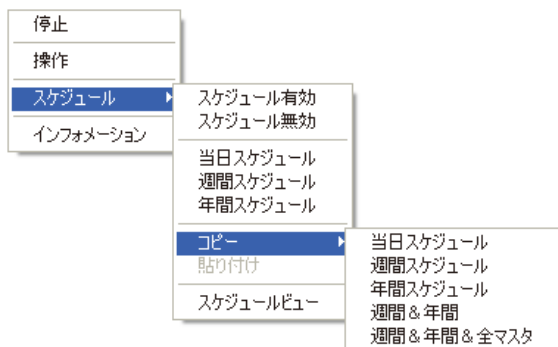 停止
操作
スケジュール
インフォメーション
スケジュール有効
スケジュール無効
当日スケジュール
週間スケジュール
年間スケジュール
コピー
貼り付け
スケジュールビュー
当日スケジュール
週間スケジュール
年間スケジュール
週間&年間
週間&年間&全マスタ